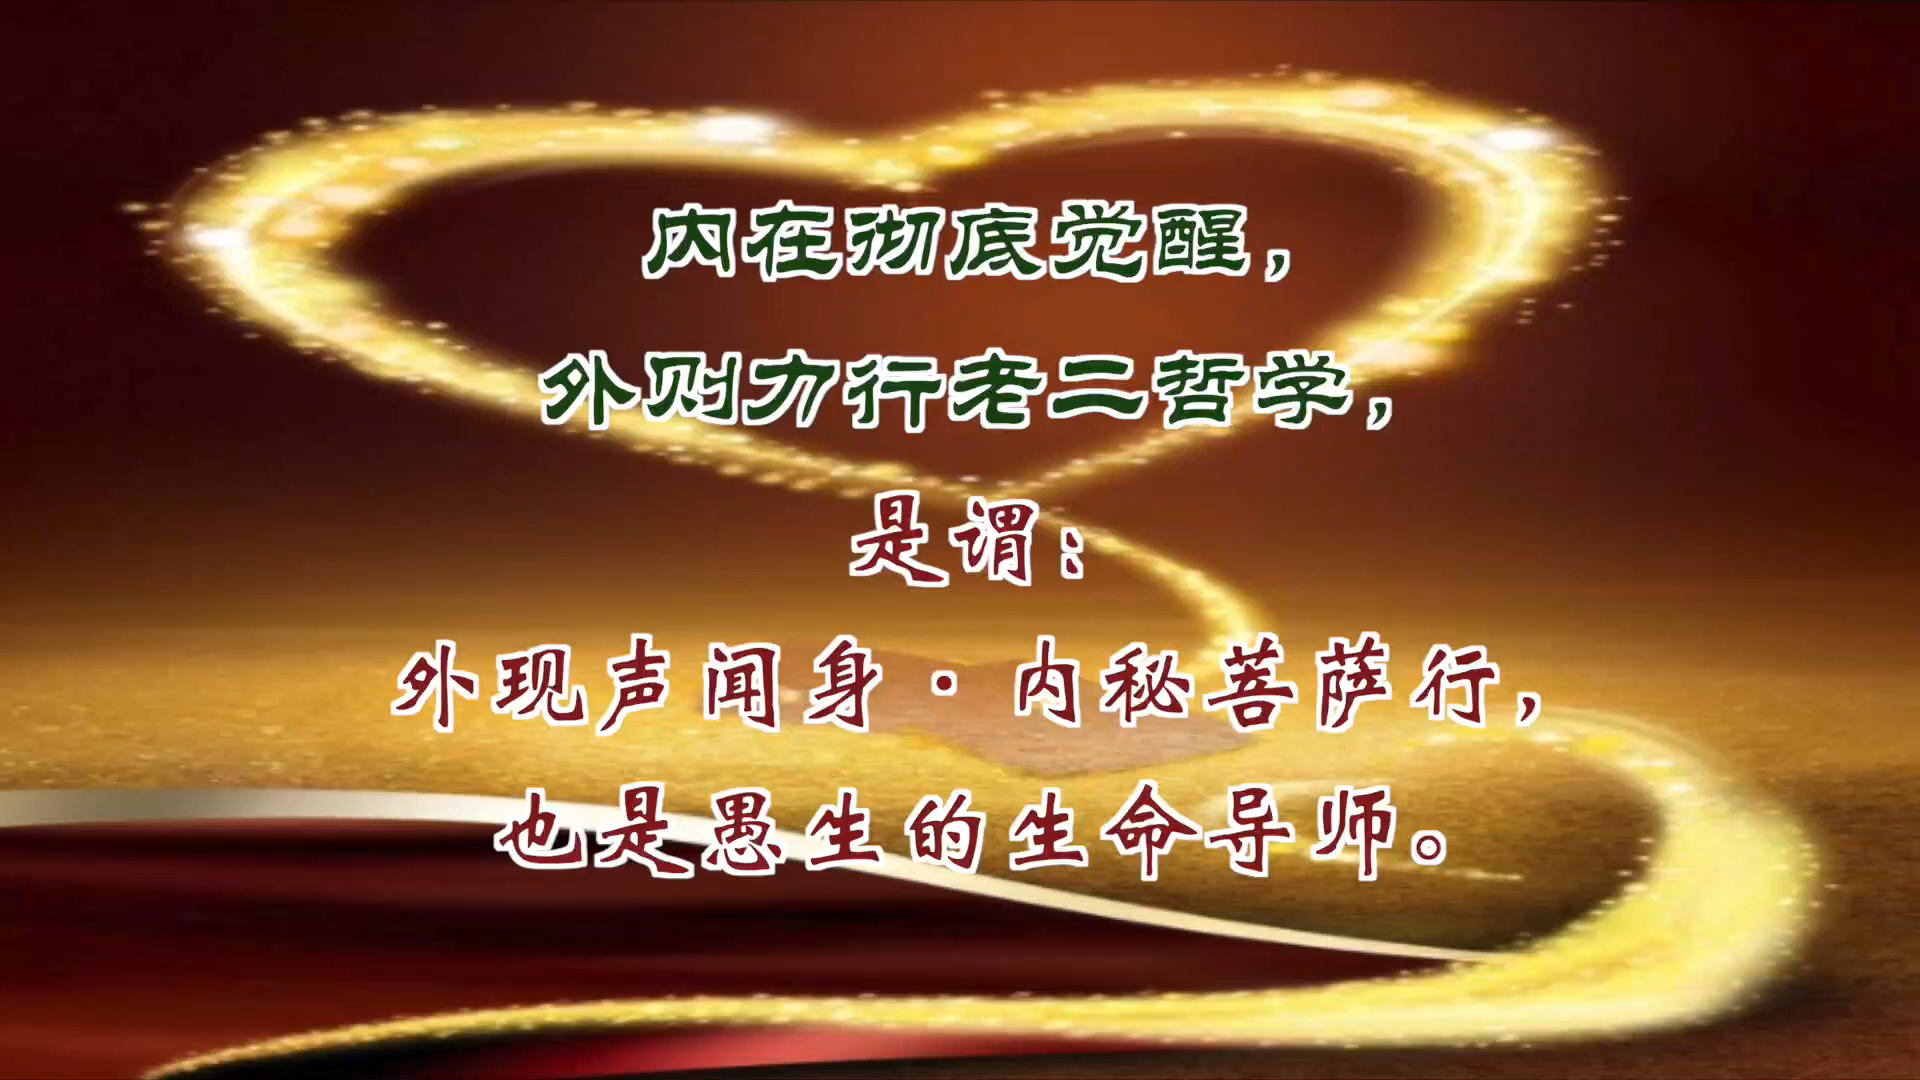 内在彻底觉醒，
外则力行老二哲学，
是谓：
外现声闻身·内秘菩萨行，
也是愚生的生命导师。